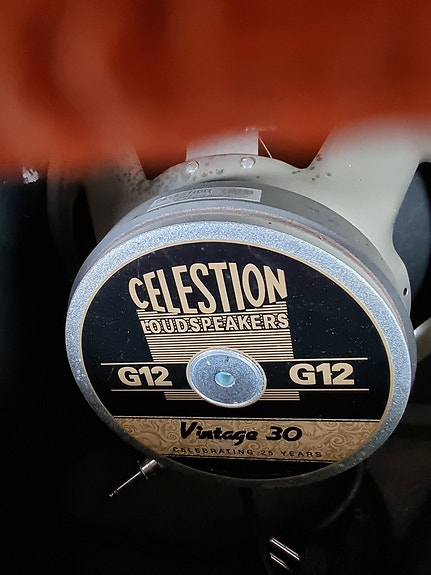 CELESTION
LOUDSPEAKERS
G12 G12
Vintage 30
CELEBRATING 25 YEARS